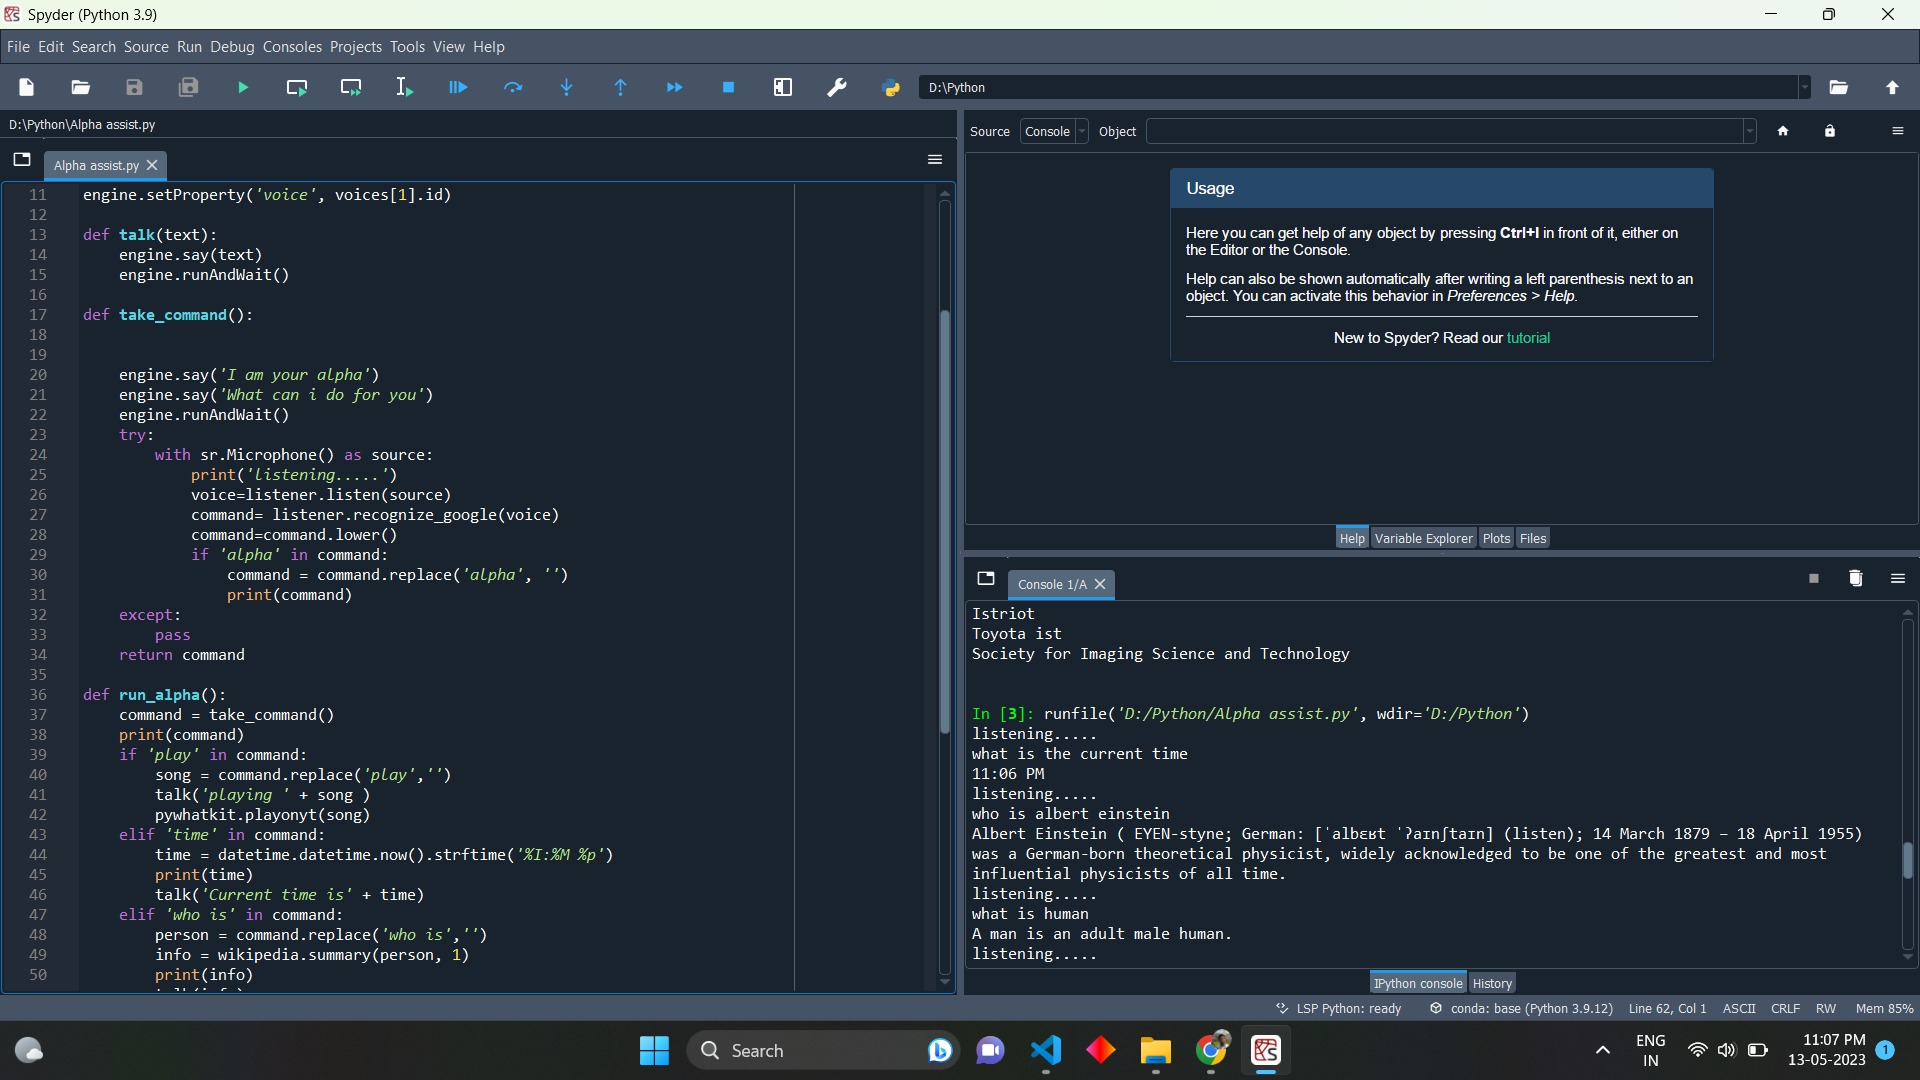 Spyder (Python 3.9)
File Edit Search Source Run Debug Consoles Projects Tools View Help
D:\Python
D:\Python\Alpha assist.py
Alpha assist.py
11 engine.setProperty('voice', voices[1].id)
12
13 def talk(text):
14     engine.say(text)
15     engine.runAndWait()
16
17 def take_command():
18
19
20     engine.say('I am your alpha')
21     engine.say('What can i do for you')
22     engine.runAndWait()
23     try:
24         with sr.Microphone() as source:
25             print('listening.....')
26             voice=listener.listen(source)
27             command= listener.recognize_google(voice)
28             command=command.lower()
29             if 'alpha' in command:
30                 command = command.replace('alpha', '')
31                 print(command)
32     except:
33         pass
34     return command
35
36 def run_alpha():
37     command = take_command()
38     print(command)
39     if 'play' in command:
40         song = command.replace('play','')
41         talk('playing ' + song )
42         pywhatkit.playonyt(song)
43     elif 'time' in command:
44         time = datetime.datetime.now().strftime('%I:%M %p')
45         print(time)
46         talk('Current time is' + time)
47     elif 'who is' in command:
48         person = command.replace('who is','')
49         info = wikipedia.summary(person, 1)
50         print(info)
Source Console Object
Usage
Here you can get help of any object by pressing Ctrl+I in front of it, either on
the Editor or the Console.
Help can also be shown automatically after writing a left parenthesis next to an
object. You can activate this behavior in Preferences > Help.
New to Spyder? Read our tutorial
Help Variable Explorer Plots Files
Console 1/A
Istriot
Toyota ist
Society for Imaging Science and Technology
In [3]: runfile('D:/Python/Alpha assist.py', wdir='D:/Python')
listening.....
what is the current time
11:06 PM
listening.....
who is albert einstein
Albert Einstein ( EYEN-styne; German: [ˈalbɛʁt ˈʔaɪnʃtaɪn] (listen); 14 March 1879 – 18 April 1955)
was a German-born theoretical physicist, widely acknowledged to be one of the greatest and most
influential physicists of all time.
listening.....
what is human
A man is an adult male human.
listening.....
IPython console History
LSP Python: ready conda: base (Python 3.9.12) Line 62, Col 1 ASCII CRLF RW Mem 85%
Search
ENG
IN
11:07 PM
13-05-2023
1